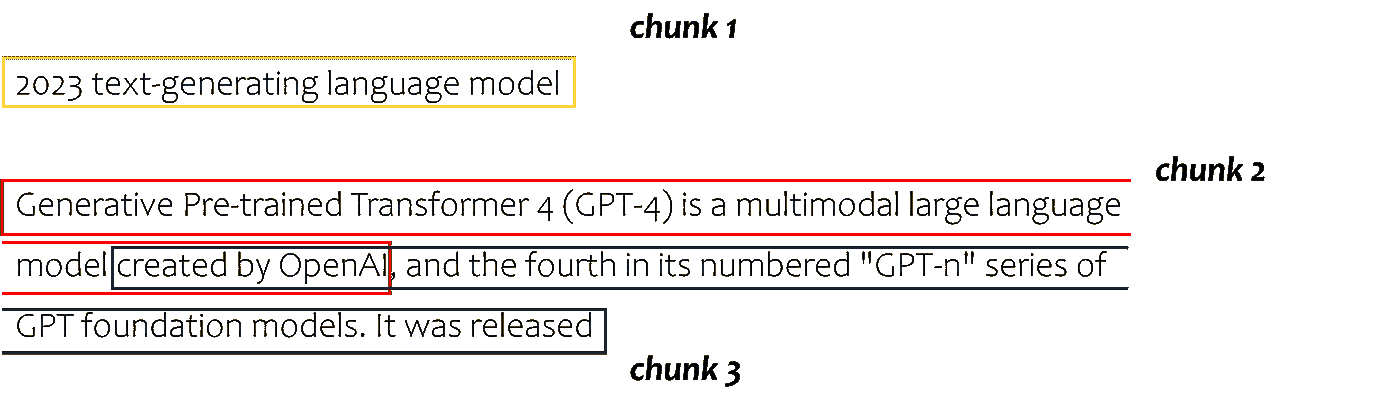 chunk 1
2023 text-generating language model
chunk 2
Generative Pre-trained Transformer 4 (GPT-4) is a multimodal large language
model created by OpenAI, and the fourth in its numbered "GPT-n" series of
GPT foundation models. It was released
chunk 3